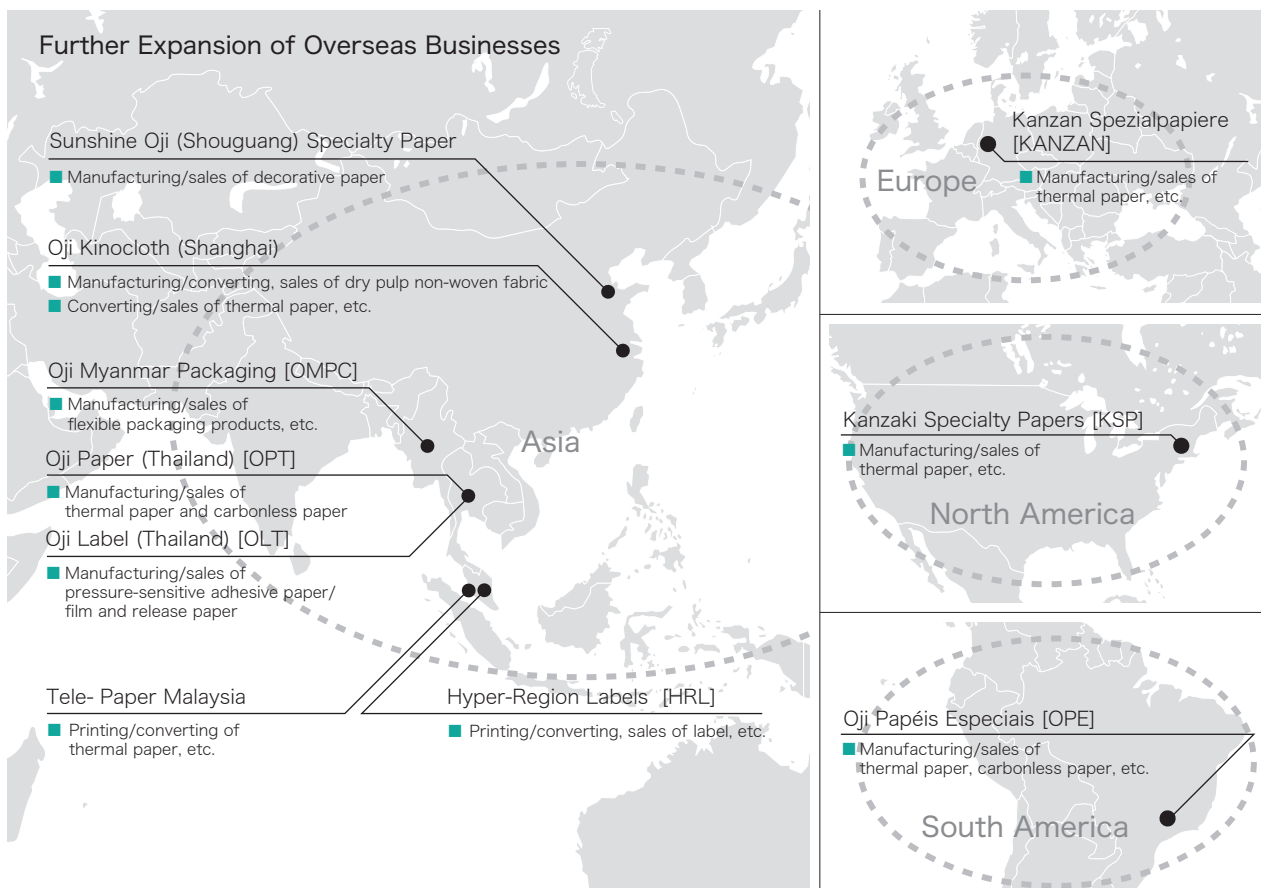 Further Expansion of Overseas Businesses
Sunshine Oji (Shouguang) Specialty Paper
Manufacturing/sales of decorative paper
Oji Kinocloth (Shanghai)
Manufacturing/converting, sales of dry pulp non-woven fabric
Converting/sales of thermal paper, etc.
Oji Myanmar Packaging [OMPC]
Manufacturing/sales of
flexible packaging products, etc.
Asia
Oji Paper (Thailand) [OPT]
Manufacturing/sales of
thermal paper and carbonless paper
Oji Label (Thailand) [OLT]
Manufacturing/sales of
pressure-sensitive adhesive paper/
film and release paper
Tele- Paper Malaysia
Printing/converting of
thermal paper, etc.
Hyper-Region Labels [HRL]
Printing/converting, sales of label, etc.
Kanzan Spezialpapiere
[KANZAN]
Europe
Manufacturing/sales of
thermal paper, etc.
Kanzaki Specialty Papers [KSP]
Manufacturing/sales of
thermal paper, etc.
North America
Oji Papéis Especiais [OPE]
Manufacturing/sales of
thermal paper, carbonless paper, etc.
South America